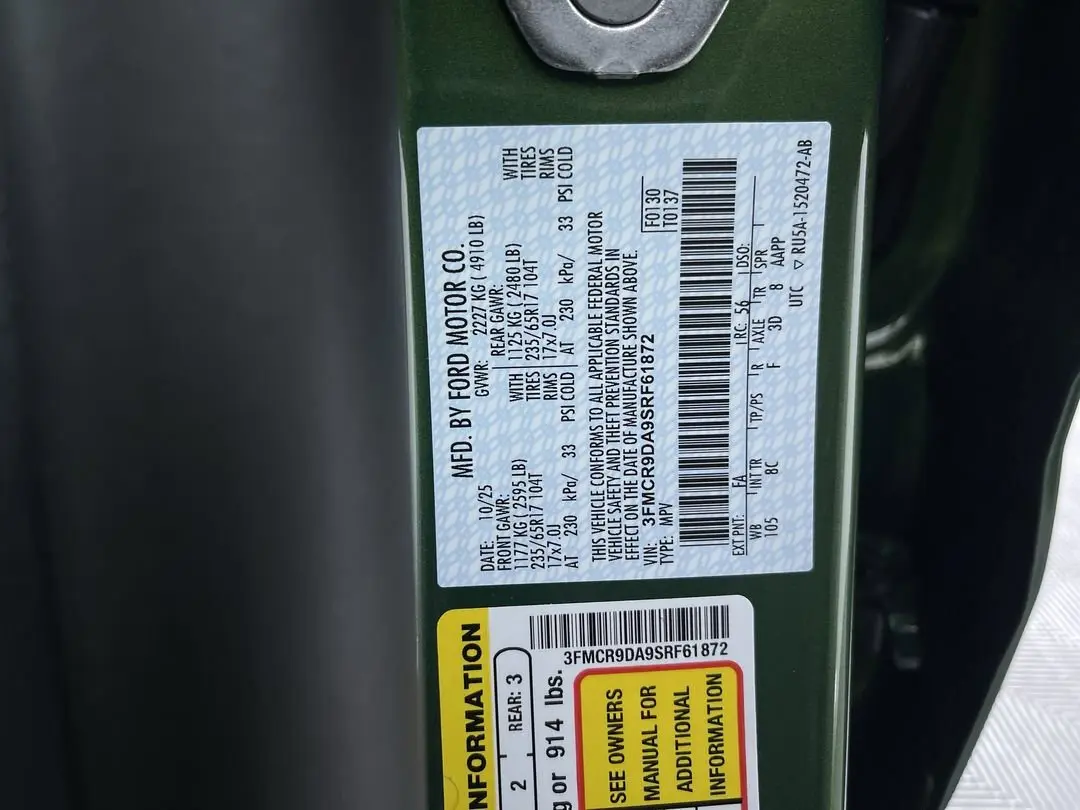 MFD. BY FORD MOTOR CO.
DATE: 10/25 GVWR: 2227 KG ( 4910 LB)
FRONT GAWR: REAR GAWR:
1177 KG ( 2595 LB) WITH 1125 KG ( 2480 LB) WITH
235/65R17 104T TIRES 235/65R17 104T TIRES
17x7.0J RIMS 17x7.0J RIMS
AT 230 kPa/ 33 PSI COLD AT 230 kPa/ 33 PSI COLD
THIS VEHICLE CONFORMS TO ALL APPLICABLE FEDERAL MOTOR
VEHICLE SAFETY AND THEFT PREVENTION STANDARDS IN
EFFECT ON THE DATE OF MANUFACTURE SHOWN ABOVE.
VIN: 3FMCR9DA9SRF61872 F0130
TYPE: MPV T0137
EXT PNT: FA RC: 56 DSO:
WB INT TR TP/PS R AXLE TR SPR
105 8C F 3D 8 AAPP
UTC ▽ RU5A-1520472-AB
NFORMATION
2 REAR: 3
g or 914 lbs.
3FMCR9DA9SRF61872
SEE OWNERS
MANUAL FOR
ADDITIONAL
INFORMATION